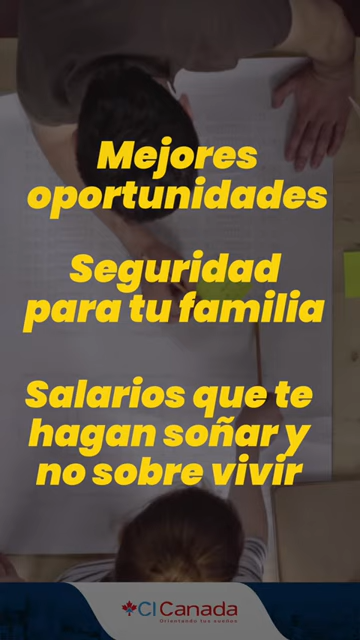 Mejores
oportunidades
Seguridad
para tu familia
Salarios que te
hagan soñar y
no sobre vivir
CI Canada
Orientando tus sueños